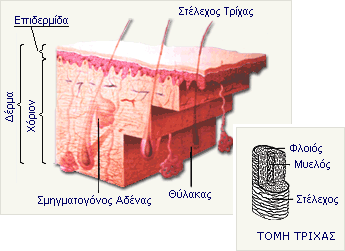 Στέλεχος Τρίχας
Επιδερμίδα
Δέρμα
Χόριον
Σμηγματογόνος Αδένας
Θύλακας
Φλοιός
Μυελός
Στέλεχος
ΤΟΜΗ ΤΡΙΧΑΣ